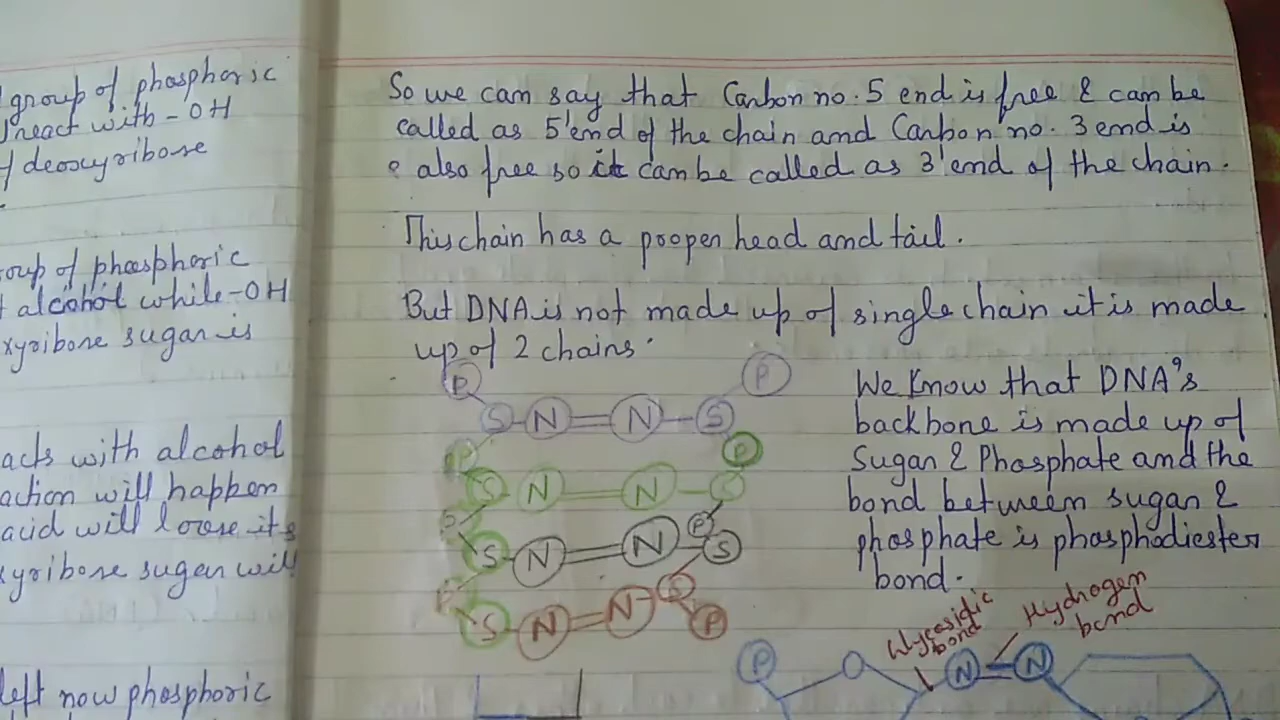 group of phosphoric
react with - OH
deoxyribose
oup of phosphoric
alcohol while -OH
xyribose sugar is
acts with alcohol
action will happen
acid will loose its
xyribose sugar will
left now phosphoric
So we can say that Carbon no. 5 end is free & can be
called as 5' end of the chain and Carbon no. 3 end is
also free so it can be called as 3' end of the chain.
This chain has a proper head and tail.
But DNA is not made up of single chain it is made
up of 2 chains.
P P
S N N S
P P
S N N S
P P
S N N S
P S
S N N P
We Know that DNA's
backbone is made up of
Sugar & Phosphate and the
bond between sugar &
phosphate is phosphodiester
bond.
Glycosidic
bond
Hydrogen
bond
P O N N